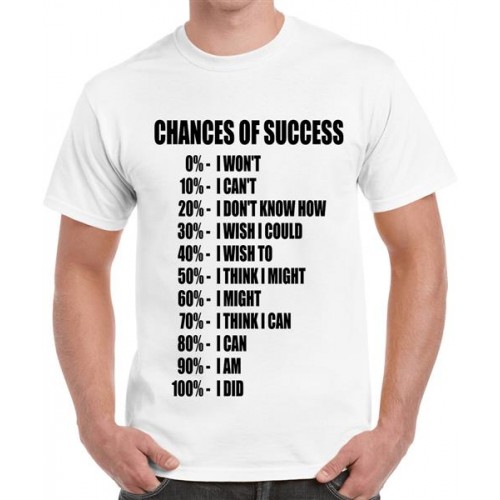 CHANCES OF SUCCESS
0% - I WON'T
10% - I CAN'T
20% - I DON'T KNOW HOW
30% - I WISH I COULD
40% - I WISH TO
50% - I THINK I MIGHT
60% - I MIGHT
70% - I THINK I CAN
80% - I CAN
90% - I AM
100% - I DID